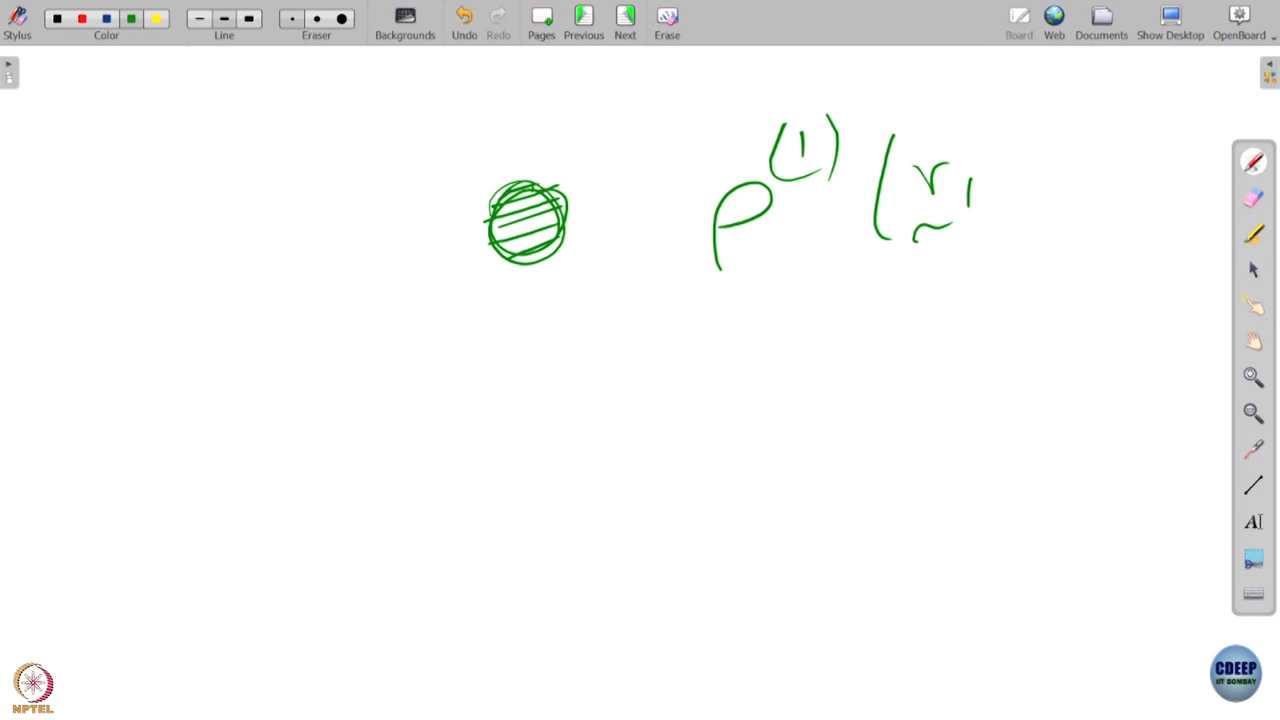 Stylus Color Line Eraser Backgrounds Undo Redo Pages Previous Next Erase Board Web Documents Show Desktop OpenBoard
ρ^(1) (r̰₁
A
CDEEP
IIT BOMBAY
NPTEL